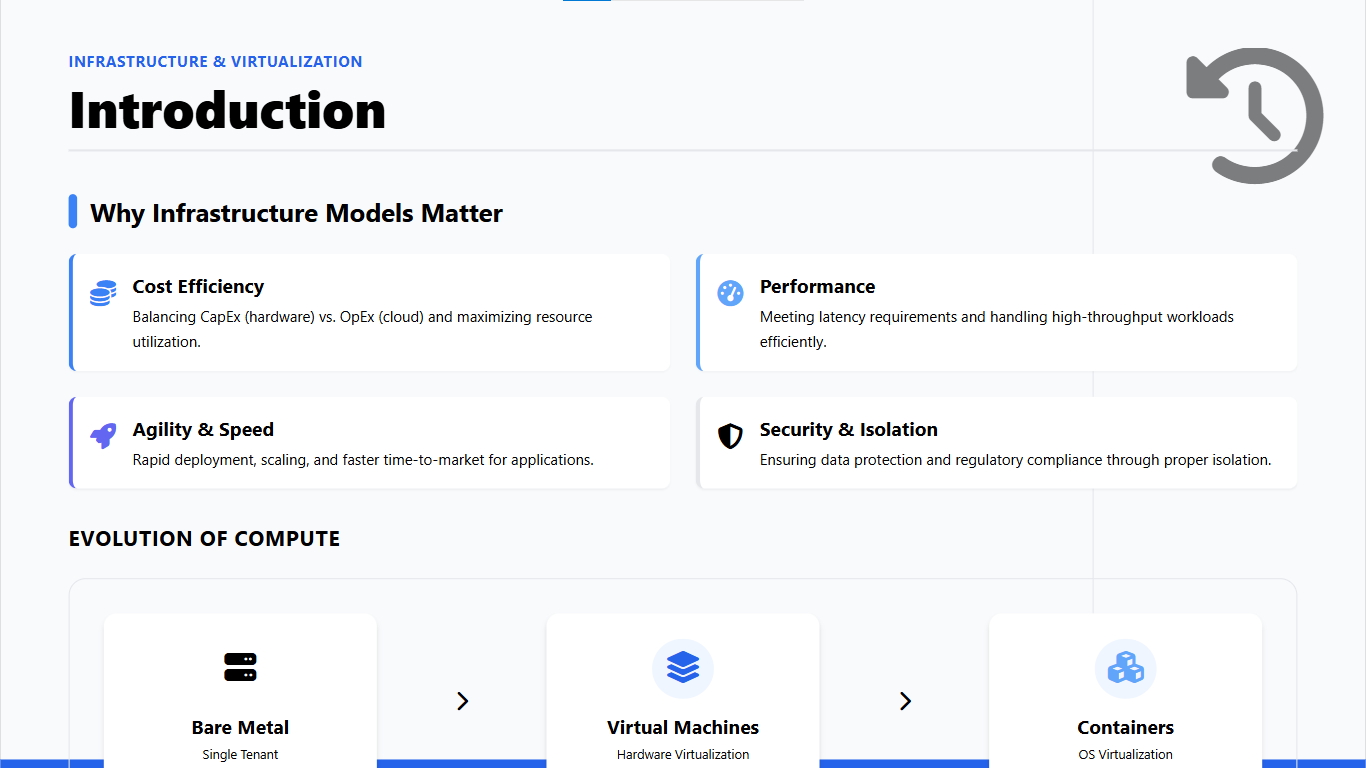 INFRASTRUCTURE & VIRTUALIZATION
Introduction
Why Infrastructure Models Matter
Cost Efficiency
Balancing CapEx (hardware) vs. OpEx (cloud) and maximizing resource
utilization.
Performance
Meeting latency requirements and handling high-throughput workloads
efficiently.
Agility & Speed
Rapid deployment, scaling, and faster time-to-market for applications.
Security & Isolation
Ensuring data protection and regulatory compliance through proper isolation.
EVOLUTION OF COMPUTE
Bare Metal
Single Tenant
Virtual Machines
Hardware Virtualization
Containers
OS Virtualization